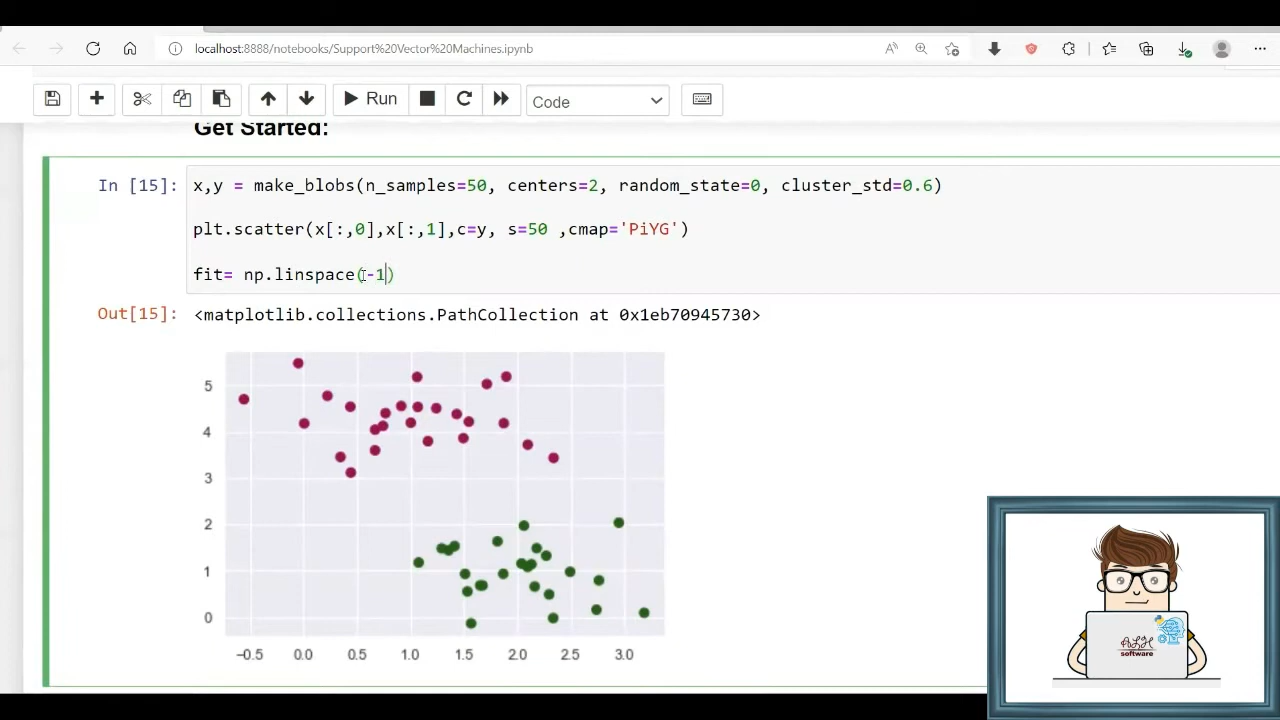 localhost:8888/notebooks/Support%20Vector%20Machines.ipynb
Run
Code
Get Started:
In [15]: x,y = make_blobs(n_samples=50, centers=2, random_state=0, cluster_std=0.6)
plt.scatter(x[:,0],x[:,1],c=y, s=50 ,cmap='PiYG')
fit= np.linspace(-1)
Out[15]: <matplotlib.collections.PathCollection at 0x1eb70945730>
5
4
3
2
1
0
−0.5 0.0 0.5 1.0 1.5 2.0 2.5 3.0
software